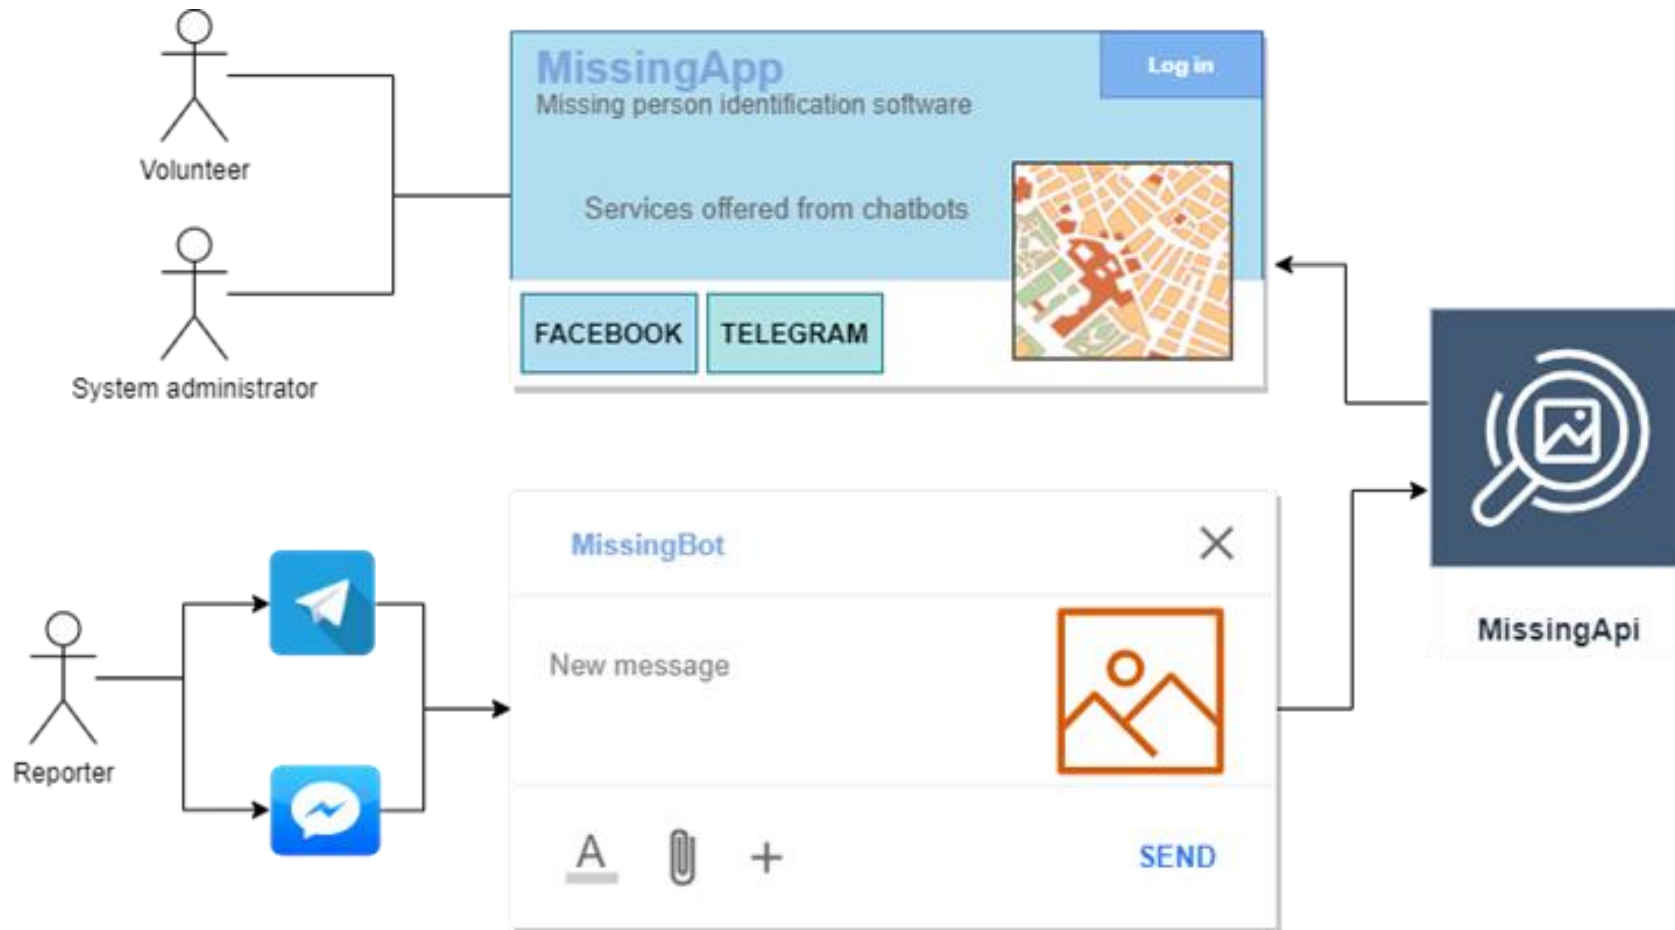 Volunteer
System administrator
MissingApp
Log in
Missing person identification software
Services offered from chatbots
FACEBOOK
TELEGRAM
MissingApi
Reporter
MissingBot
New message
A
SEND